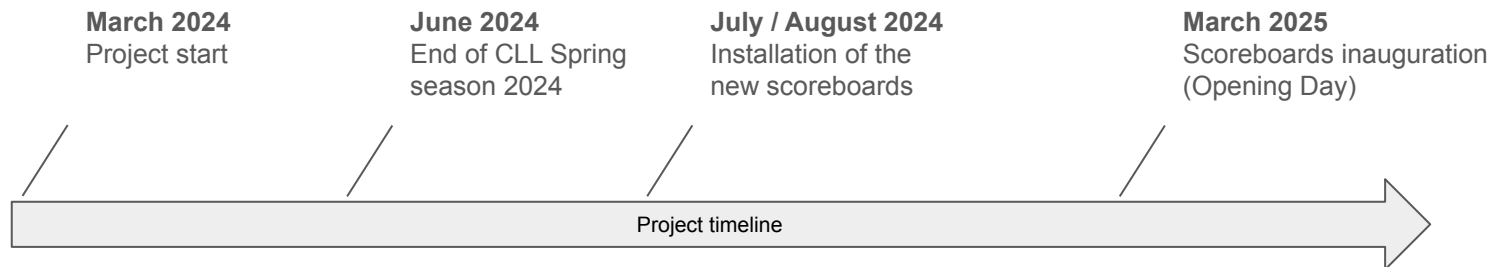 March 2024
Project start
June 2024
End of CLL Spring
season 2024
July / August 2024
Installation of the
new scoreboards
March 2025
Scoreboards inauguration
(Opening Day)
Project timeline